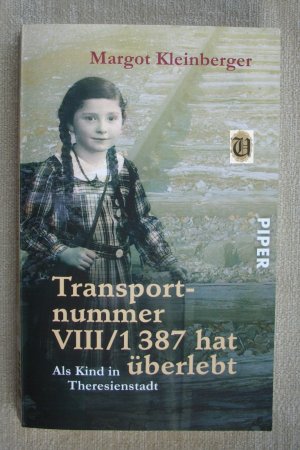 Margot Kleinberger
PIPER
Transport-
nummer
VIII/1 387 hat
Als Kind in überlebt
Theresienstadt